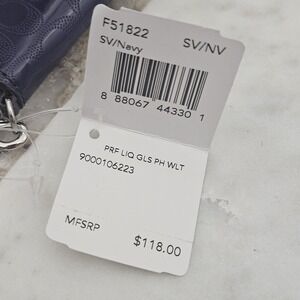 F51822
SV/Navy SV/NV
8 88067 44330 1
PRF LIQ GLS PH WLT
9000106223
MFSRP
$118.00